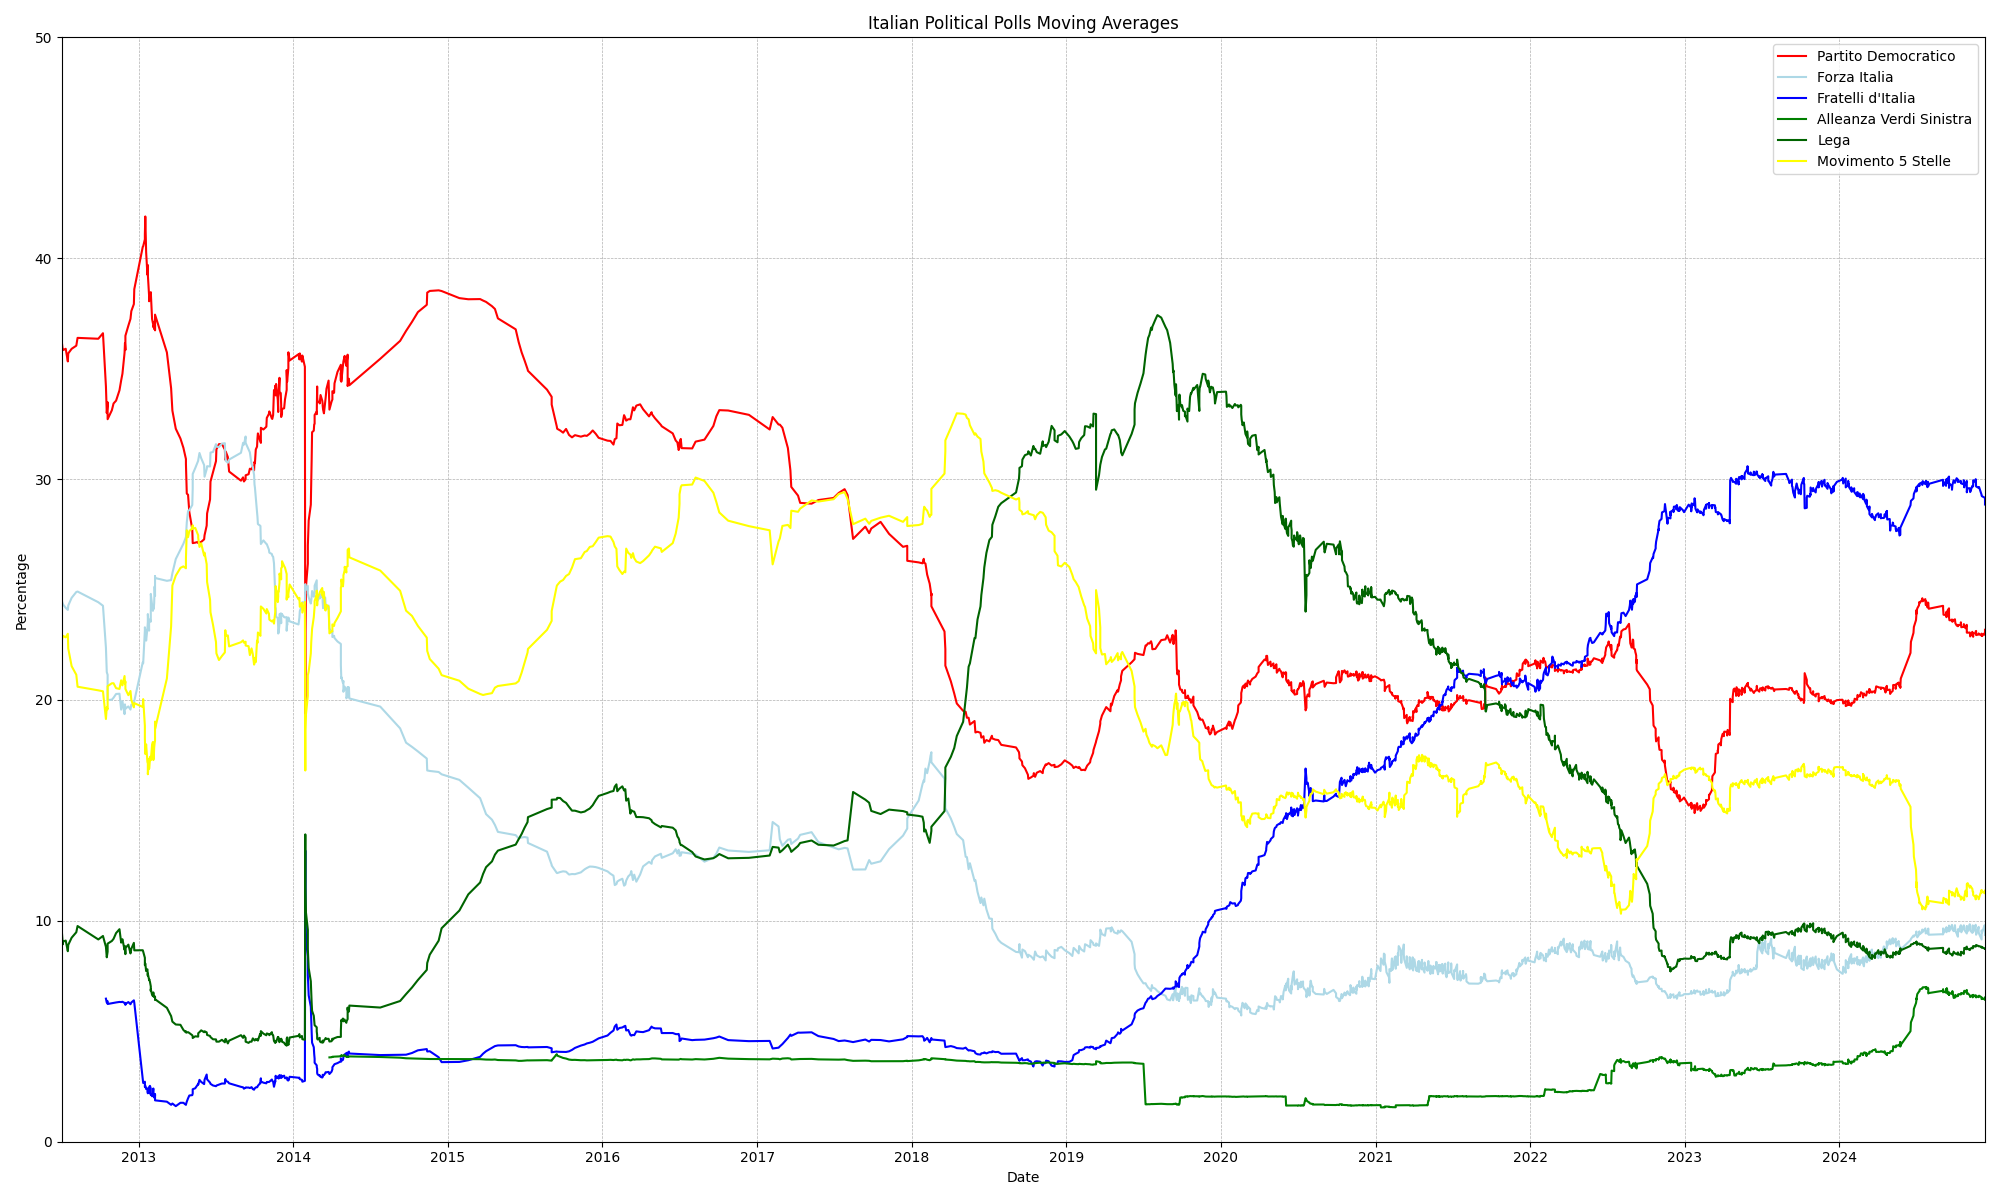 Italian Political Polls Moving Averages
50
40
30
20
10
0
Percentage
Partito Democratico
Forza Italia
Fratelli d'Italia
Alleanza Verdi Sinistra
Lega
Movimento 5 Stelle
2013 2014 2015 2016 2017 2018 2019 2020 2021 2022 2023 2024
Date